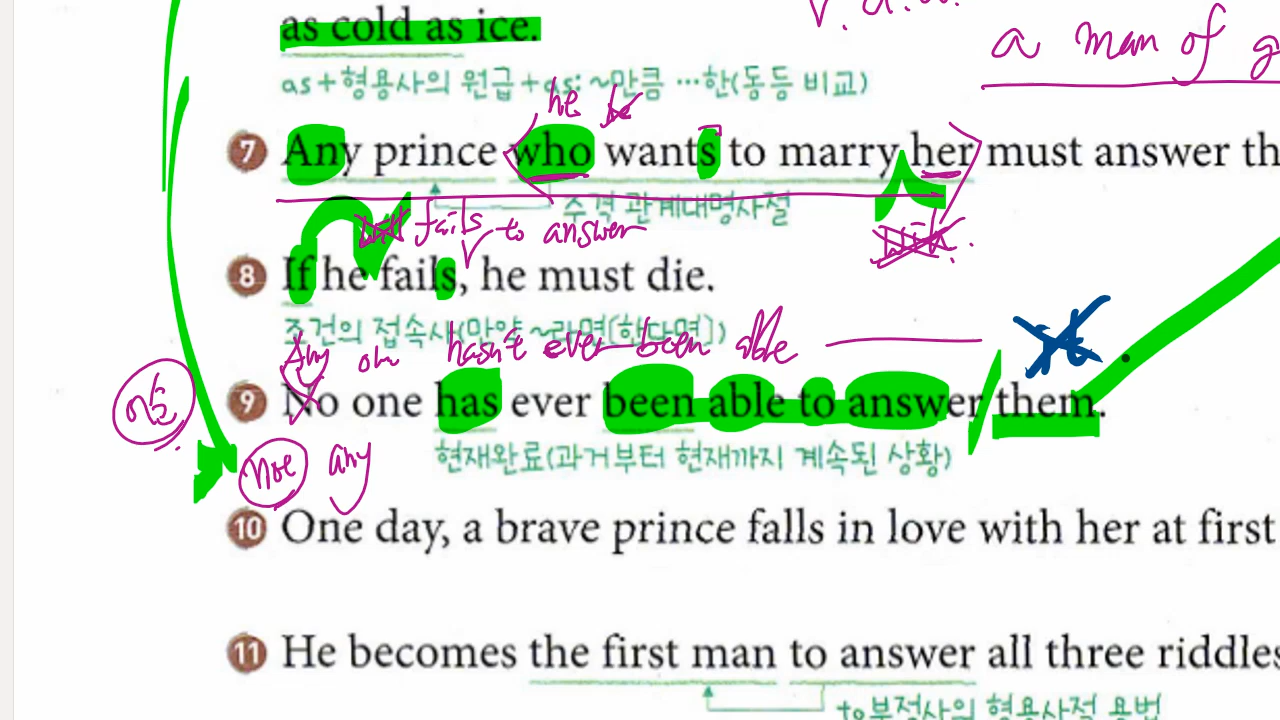 as cold as ice.
a man of g
as+형용사의 원급+as: ~만큼 …한(동등 비교)
he
7 Any prince who wants to marry her must answer th
주격 관계대명사절
fails to answer
8 If he fails, he must die.
조건의 접속사(만약 ~라면[한다면])
Any one hasn't ever been able
9 No one has ever been able to answer them.
not any
현재완료(과거부터 현재까지 계속된 상황)
10 One day, a brave prince falls in love with her at first
11 He becomes the first man to answer all three riddles
to부정사의 형용사적 용법